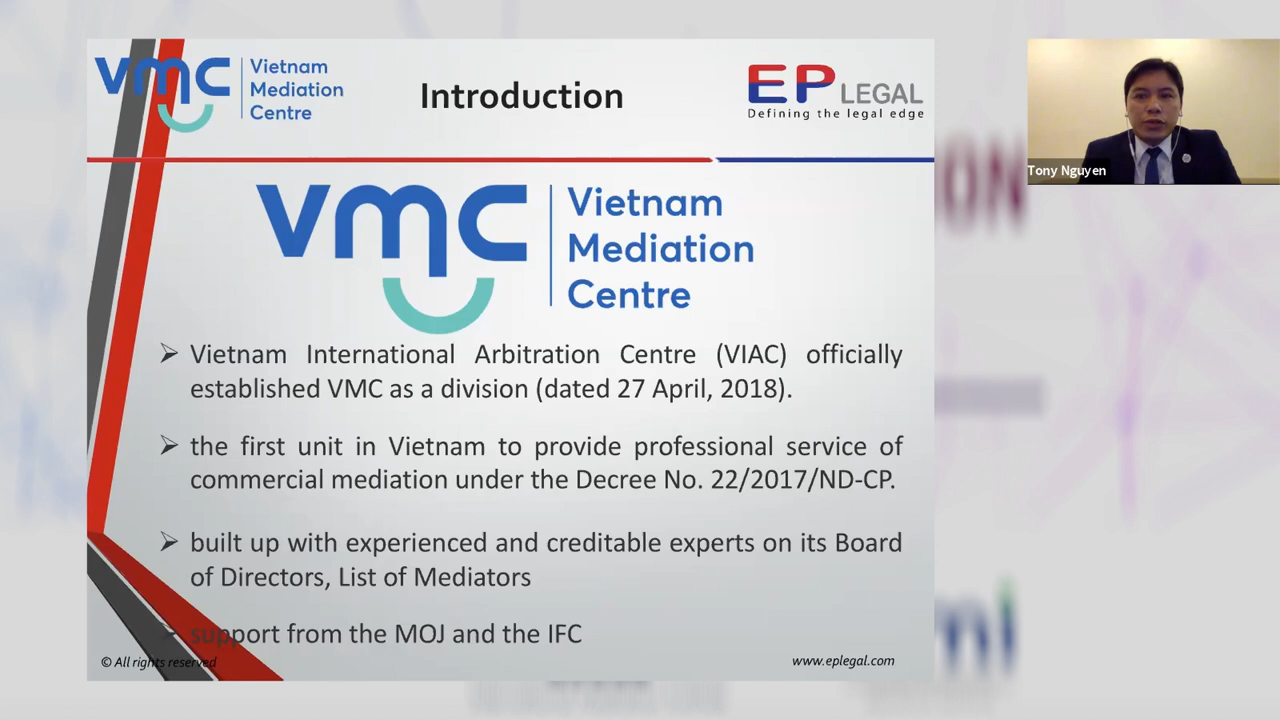 vmc Vietnam
Mediation
Centre
Introduction
EP LEGAL
Defining the legal edge
Tony Nguyen
ON
vmc Vietnam
Mediation
Centre
➢ Vietnam International Arbitration Centre (VIAC) officially
established VMC as a division (dated 27 April, 2018).
➢ the first unit in Vietnam to provide professional service of
commercial mediation under the Decree No. 22/2017/ND-CP.
➢ built up with experienced and creditable experts on its Board
of Directors, List of Mediators
➢ support from the MOJ and the IFC
© All rights reserved
www.eplegal.com